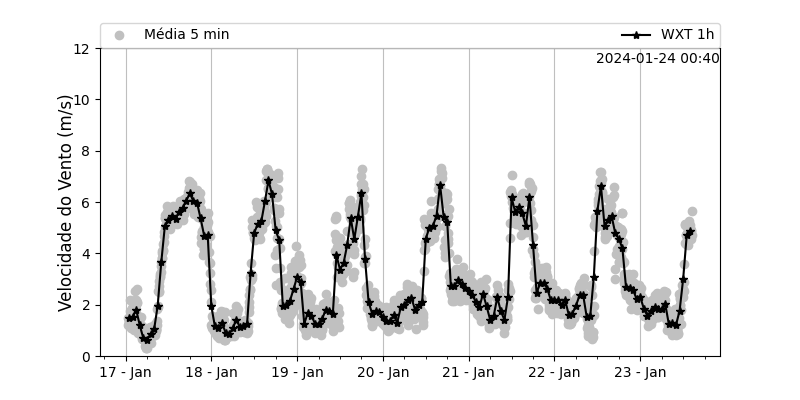 Média 5 min
WXT 1h
2024-01-24 00:40
Velocidade do Vento (m/s)
12
10
8
6
4
2
0
17 - Jan
18 - Jan
19 - Jan
20 - Jan
21 - Jan
22 - Jan
23 - Jan